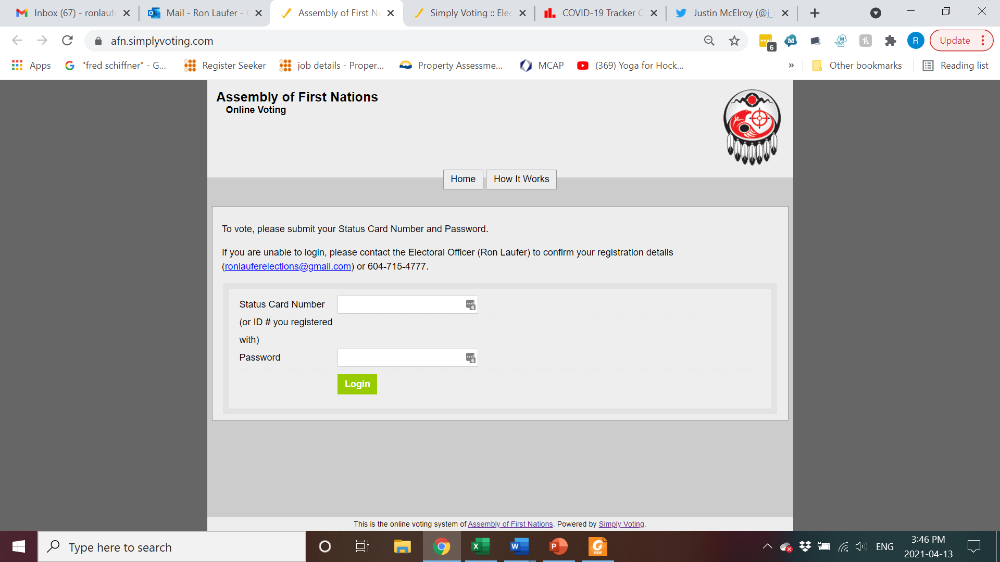 Inbox (67) - ronlaufe
Mail - Ron Laufer -
Assembly of First Na
Simply Voting :: Elec
COVID-19 Tracker C
Justin McElroy (@j_
afn.simplyvoting.com
6
M
h
R
Update
Apps
"fred schiffner" - G...
Register Seeker
job details - Proper...
Property Assessme...
MCAP
(369) Yoga for Hock...
»
Other bookmarks
Reading list
Assembly of First Nations
Online Voting
Home
How It Works
To vote, please submit your Status Card Number and Password.
If you are unable to login, please contact the Electoral Officer (Ron Laufer) to confirm your registration details
(ronlauferelections@gmail.com) or 604-715-4777.
Status Card Number
(or ID # you registered
with)
Password
Login
This is the online voting system of Assembly of First Nations. Powered by Simply Voting.
Type here to search
ENG
3:46 PM
2021-04-13